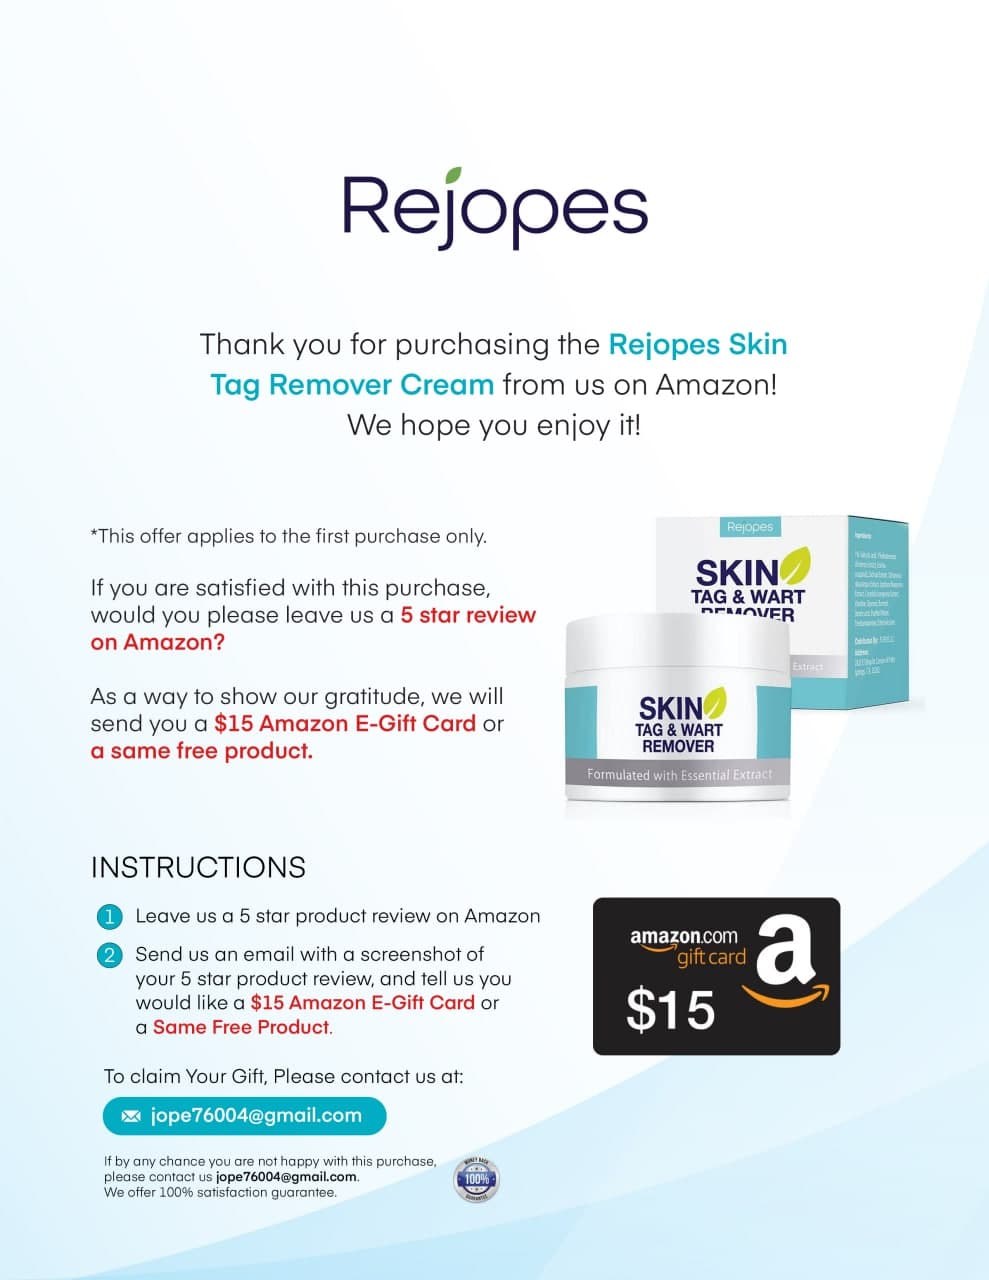 Rejopes
Thank you for purchasing the Rejopes Skin
Tag Remover Cream from us on Amazon!
We hope you enjoy it!
*This offer applies to the first purchase only.
If you are satisfied with this purchase,
would you please leave us a 5 star review
on Amazon?
As a way to show our gratitude, we will
send you a $15 Amazon E-Gift Card or
a same free product.
Rejopes
SKIN
TAG & WART
REMOVER
Extract
Ingredients:
Distributed By:
Address:
SKIN
TAG & WART
REMOVER
Formulated with Essential Extract
INSTRUCTIONS
1 Leave us a 5 star product review on Amazon
2 Send us an email with a screenshot of
your 5 star product review, and tell us you
would like a $15 Amazon E-Gift Card or
a Same Free Product.
amazon.com
gift card
$15
a
To claim Your Gift, Please contact us at:
jope76004@gmail.com
If by any chance you are not happy with this purchase,
please contact us jope76004@gmail.com.
We offer 100% satisfaction guarantee.
MONEY BACK
100%
GUARANTEE